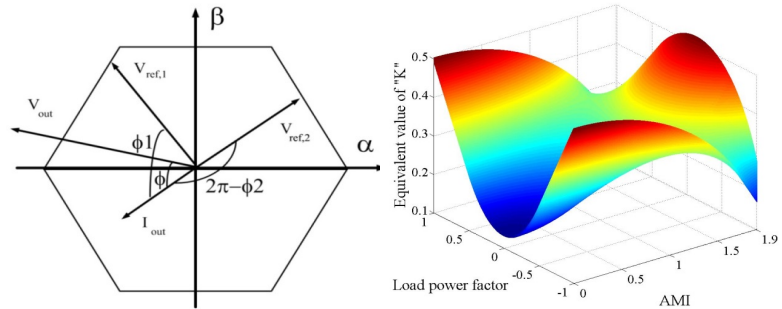 β
V_ref,1
V_out
V_ref,2
α
ϕ1
ϕ
2π-ϕ2
I_out
Equivalent value of "K"
0.5
0.4
0.3
0.2
0.1
1
0.5
0
-0.5
-1
Load power factor
0
0.5
1
1.5
1.9
AMI